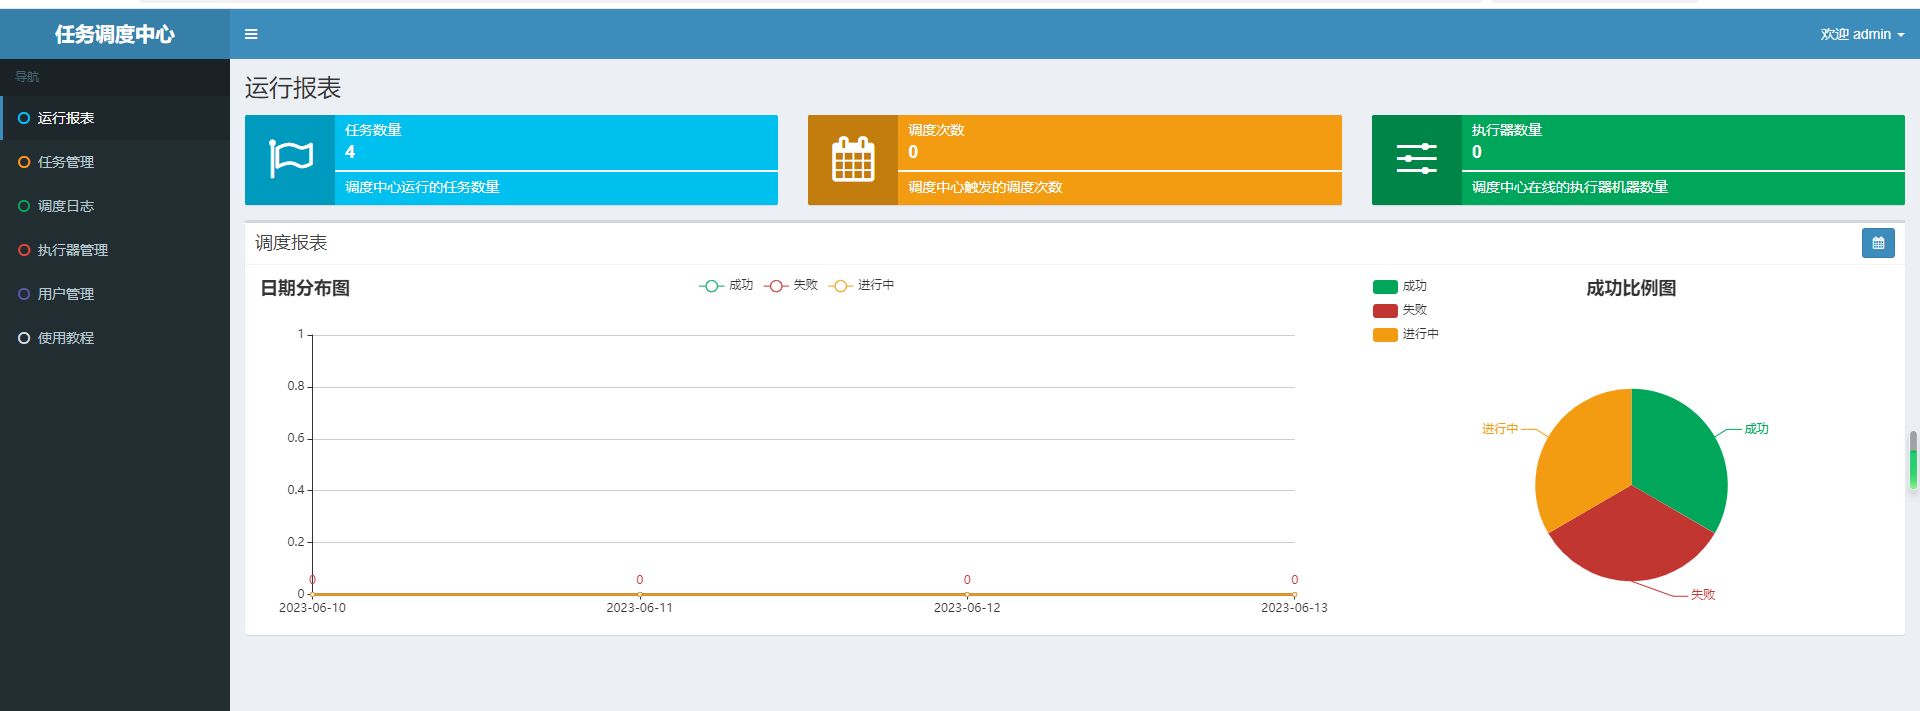 任务调度中心
欢迎 admin
导航
运行报表
任务管理
调度日志
执行器管理
用户管理
使用教程
运行报表
任务数量
4
调度中心运行的任务数量
调度次数
0
调度中心触发的调度次数
执行器数量
0
调度中心在线的执行器机器数量
调度报表
日期分布图
成功 失败 进行中
1
0.8
0.6
0.4
0.2
0
0 0 0 0
2023-06-10 2023-06-11 2023-06-12 2023-06-13
成功
失败
进行中
成功比例图
进行中
成功
失败